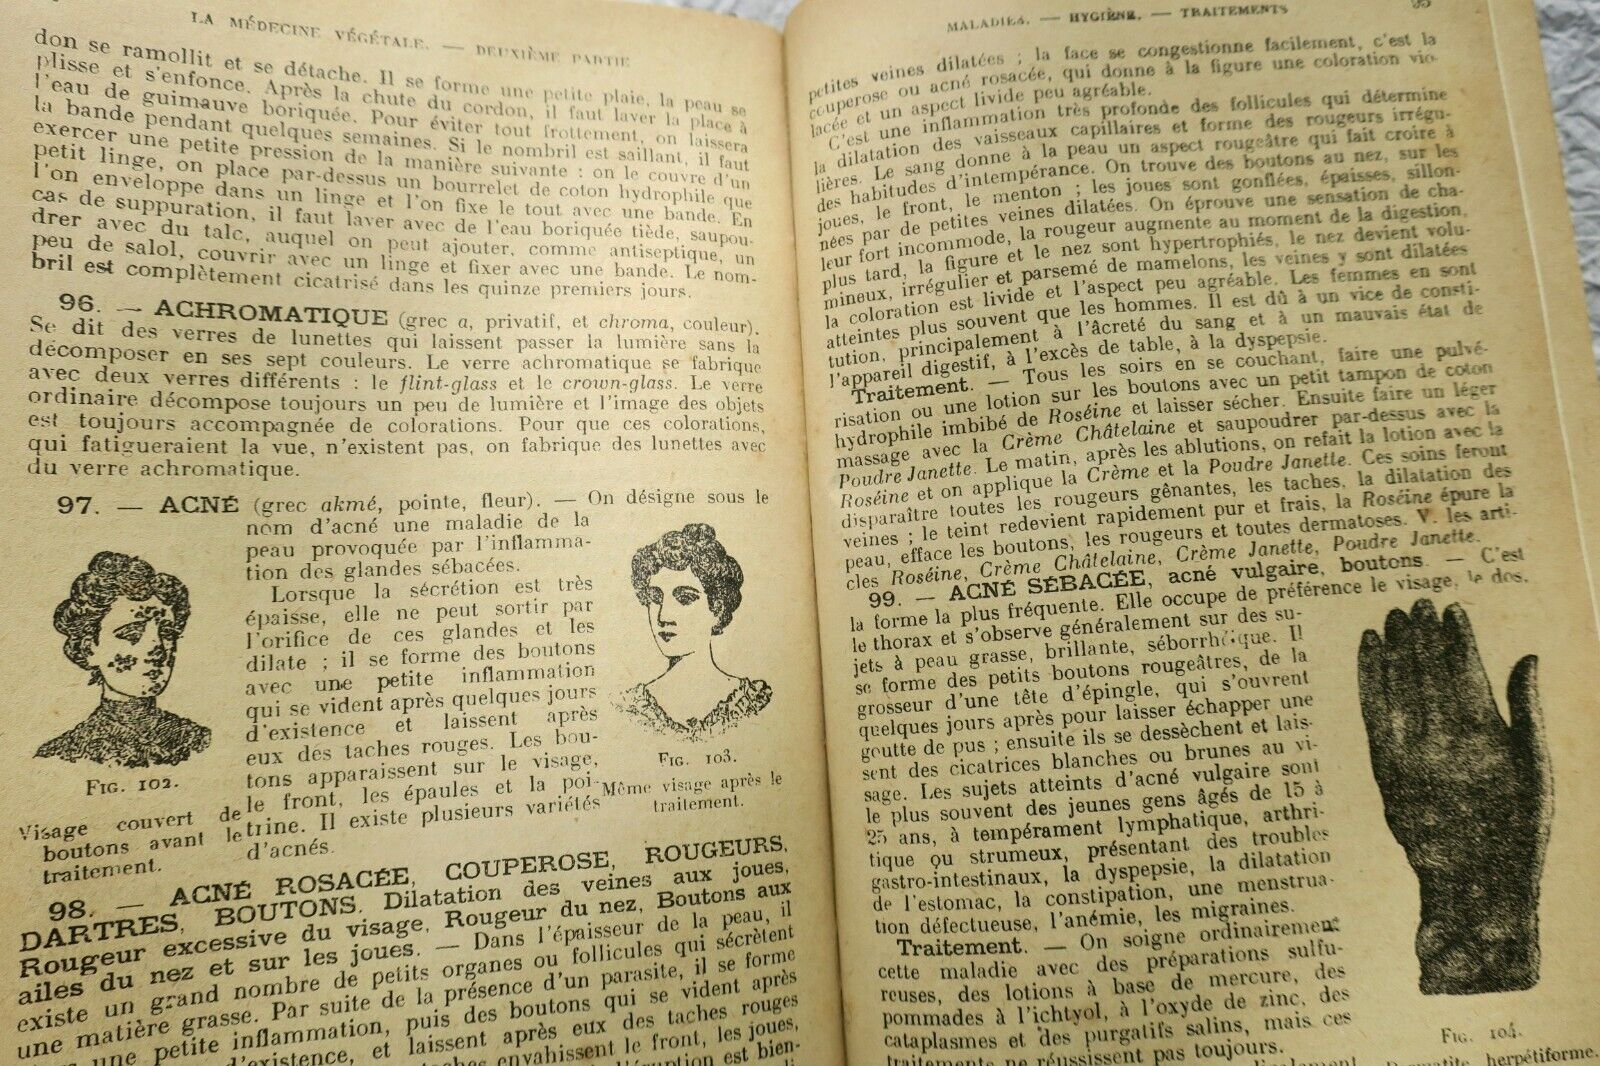 LA MÉDECINE VÉGÉTALE. — DEUXIÈME PARTIE
don se ramollit et se détache. Il se forme une petite plaie, la peau se
plisse et s'enfonce. Après la chute du cordon, il faut laver la place à
l'eau de guimauve boriquée. Pour éviter tout frottement, on laissera
la bande pendant quelques semaines. Si le nombril est saillant, il faut
exercer une petite pression de la manière suivante : on le couvre d'un
petit linge, on place par-dessus un bourrelet de coton hydrophile que
l'on enveloppe dans un linge et l'on fixe le tout avec une bande. En
cas de suppuration, il faut laver avec de l'eau boriquée tiède, saupou-
drer avec du talc, auquel on peut ajouter, comme antiseptique, un
peu de salol, couvrir avec un linge et fixer avec une bande. Le nom-
bril est complètement cicatrisé dans les quinze premiers jours.
96. — ACHROMATIQUE (grec a, privatif, et chroma, couleur).
Se dit des verres de lunettes qui laissent passer la lumière sans la
décomposer en ses sept couleurs. Le verre achromatique se fabrique
avec deux verres différents : le flint-glass et le crown-glass. Le verre
ordinaire décompose toujours un peu de lumière et l'image des objets
est toujours accompagnée de colorations. Pour que ces colorations,
qui fatigueraient la vue, n'existent pas, on fabrique des lunettes avec
du verre achromatique.
97. — ACNÉ (grec akmé, pointe, fleur). — On désigne sous le
nom d'acné une maladie de la
peau provoquée par l'inflamma-
tion des glandes sébacées.
Lorsque la sécrétion est très
épaisse, elle ne peut sortir par
l'orifice de ces glandes et les
dilate ; il se forme des boutons
avec une petite inflammation
qui se vident après quelques jours
d'existence et laissent après
eux des taches rouges. Les bou-
tons apparaissent sur le visage,
le front, les épaules et la poi-
trine. Il existe plusieurs variétés
d'acnés.
FIG. 102.
Visage couvert de
boutons avant le
traitement.
FIG. 103.
Même visage après le
traitement.
98. — ACNÉ ROSACÉE, COUPEROSE, ROUGEURS,
DARTRES, BOUTONS. Dilatation des veines aux joues,
Rougeur excessive du visage, Rougeur du nez, Boutons aux
ailes du nez et sur les joues. — Dans l'épaisseur de la peau, il
existe un grand nombre de petits organes ou follicules qui sécrètent
une matière grasse. Par suite de la présence d'un parasite, il se forme
une petite inflammation, puis des boutons qui se vident après
d'existence, et laissent après eux des taches rouges
envahissent le front, les joues,
l'éruption est bien-
MALADIES. — HYGIÈNE. — TRAITEMENTS
petites veines dilatées ; la face se congestionne facilement, c'est la
couperose ou acné rosacée, qui donne à la figure une coloration vio-
lacée et un aspect livide peu agréable.
C'est une inflammation très profonde des follicules qui détermine
la dilatation des vaisseaux capillaires et forme des rougeurs irrégu-
lières. Le sang donne à la peau un aspect rougeâtre qui fait croire à
des habitudes d'intempérance. On trouve des boutons au nez, sur les
joues, le front, le menton ; les joues sont gonflées, épaisses, sillon-
nées par de petites veines dilatées. On éprouve une sensation de cha-
leur fort incommode, la rougeur augmente au moment de la digestion,
plus tard, la figure et le nez sont hypertrophiés, le nez devient volu-
mineux, irrégulier et parsemé de mamelons, les veines y sont dilatées
la coloration est livide et l'aspect peu agréable. Les femmes en sont
atteintes plus souvent que les hommes. Il est dû à un vice de consti-
tution, principalement à l'âcreté du sang et à un mauvais état de
l'appareil digestif, à l'excès de table, à la dyspepsie.
Traitement. — Tous les soirs en se couchant, faire une pulvé-
risation ou une lotion sur les boutons avec un petit tampon de coton
hydrophile imbibé de Roséine et laisser sécher. Ensuite faire un léger
massage avec la Crème Châtelaine et saupoudrer par-dessus avec la
Poudre Janette. Le matin, après les ablutions, on refait la lotion avec la
Roséine et on applique la Crème et la Poudre Janette. Ces soins feront
disparaître toutes les rougeurs gênantes, les taches, la dilatation des
veines ; le teint redevient rapidement pur et frais, la Roséine épure la
peau, efface les boutons, les rougeurs et toutes dermatoses. V. les arti-
cles Roséine, Crème Châtelaine, Crème Janette, Poudre Janette.
99. — ACNÉ SÉBACÉE, acné vulgaire, boutons. — C'est
la forme la plus fréquente. Elle occupe de préférence le visage, le dos,
le thorax et s'observe généralement sur des su-
jets à peau grasse, brillante, séborrhéique. Il
se forme des petits boutons rougeâtres, de la
grosseur d'une tête d'épingle, qui s'ouvrent
quelques jours après pour laisser échapper une
goutte de pus ; ensuite ils se dessèchent et lais-
sent des cicatrices blanches ou brunes au vi-
sage. Les sujets atteints d'acné vulgaire sont
le plus souvent des jeunes gens âgés de 15 à
25 ans, à tempérament lymphatique, arthri-
tique ou strumeux, présentant des troubles
gastro-intestinaux, la dyspepsie, la dilatation
de l'estomac, la constipation, une menstrua-
tion défectueuse, l'anémie, les migraines.
Traitement. — On soigne ordinairement
cette maladie avec des préparations sulfu-
reuses, des lotions à base de mercure, des
pommades à l'ichtyol, à l'oxyde de zinc, des
cataplasmes et des purgatifs salins, mais ces
traitements ne réussissent pas toujours.
FIG. 104.
Dermatite herpétiforme.